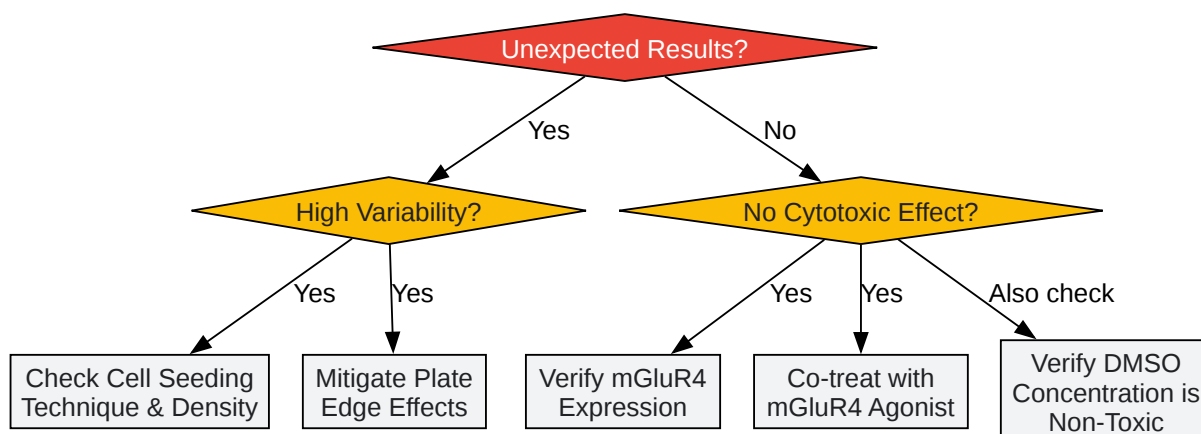 Unexpected Results?
Yes
No
High Variability?
No Cytotoxic Effect?
Yes
Yes
Yes
Yes
Also check
Check Cell Seeding
Technique & Density
Mitigate Plate
Edge Effects
Verify mGluR4
Expression
Co-treat with
mGluR4 Agonist
Verify DMSO
Concentration is
Non-Toxic